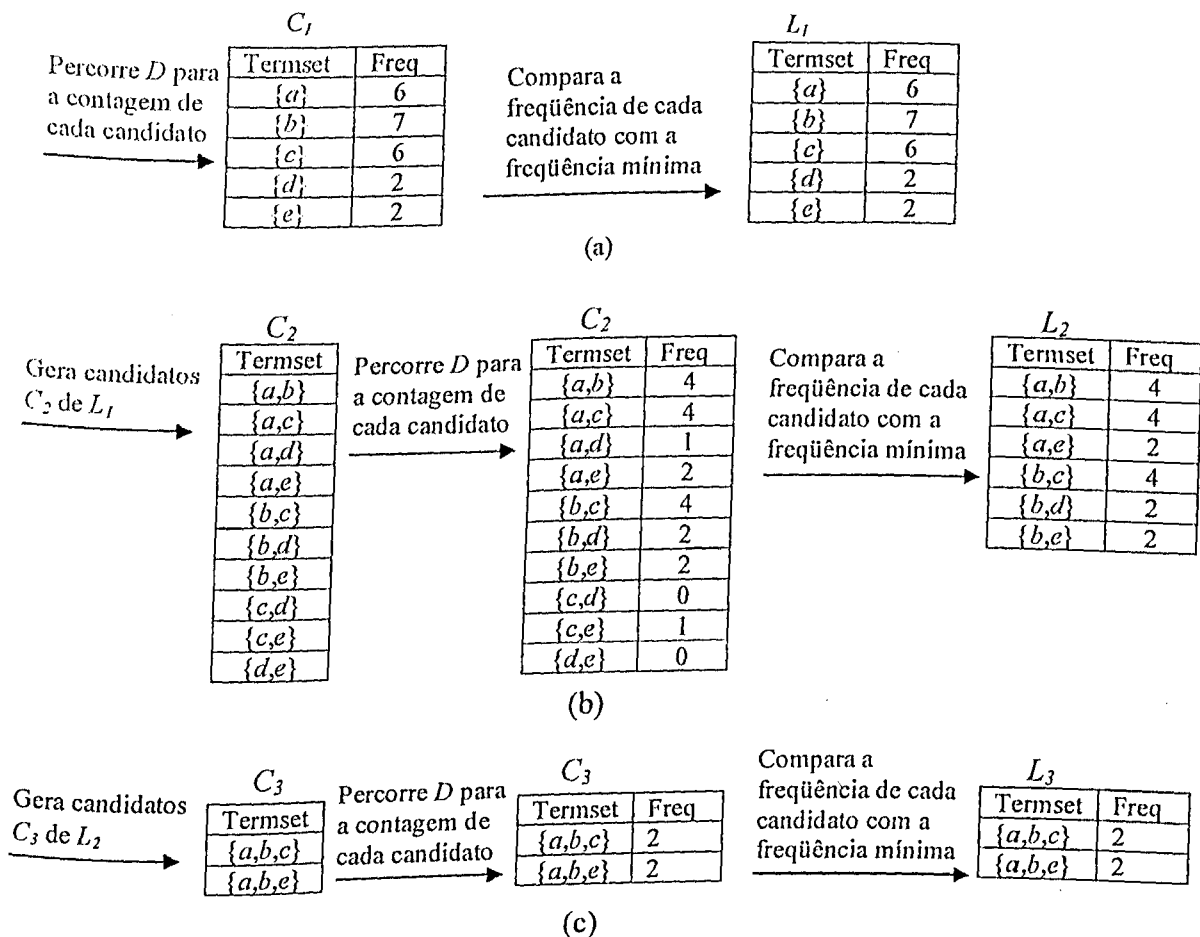 C1
L1
Percorre D para
a contagem de
cada candidato
Termset Freq
{a} 6
{b} 7
{c} 6
{d} 2
{e} 2
Compara a
freqüência de cada
candidato com a
freqüência mínima
Termset Freq
{a} 6
{b} 7
{c} 6
{d} 2
{e} 2
(a)
Gera candidatos
C2 de L1
C2
Termset
{a,b}
{a,c}
{a,d}
{a,e}
{b,c}
{b,d}
{b,e}
{c,d}
{c,e}
{d,e}
Percorre D para
a contagem de
cada candidato
C2
Termset Freq
{a,b} 4
{a,c} 4
{a,d} 1
{a,e} 2
{b,c} 4
{b,d} 2
{b,e} 2
{c,d} 0
{c,e} 1
{d,e} 0
Compara a
freqüência de cada
candidato com a
freqüência mínima
L2
Termset Freq
{a,b} 4
{a,c} 4
{a,e} 2
{b,c} 4
{b,d} 2
{b,e} 2
(b)
Gera candidatos
C3 de L2
C3
Termset
{a,b,c}
{a,b,e}
Percorre D para
a contagem de
cada candidato
C3
Termset Freq
{a,b,c} 2
{a,b,e} 2
Compara a
freqüência de cada
candidato com a
freqüência mínima
L3
Termset Freq
{a,b,c} 2
{a,b,e} 2
(c)